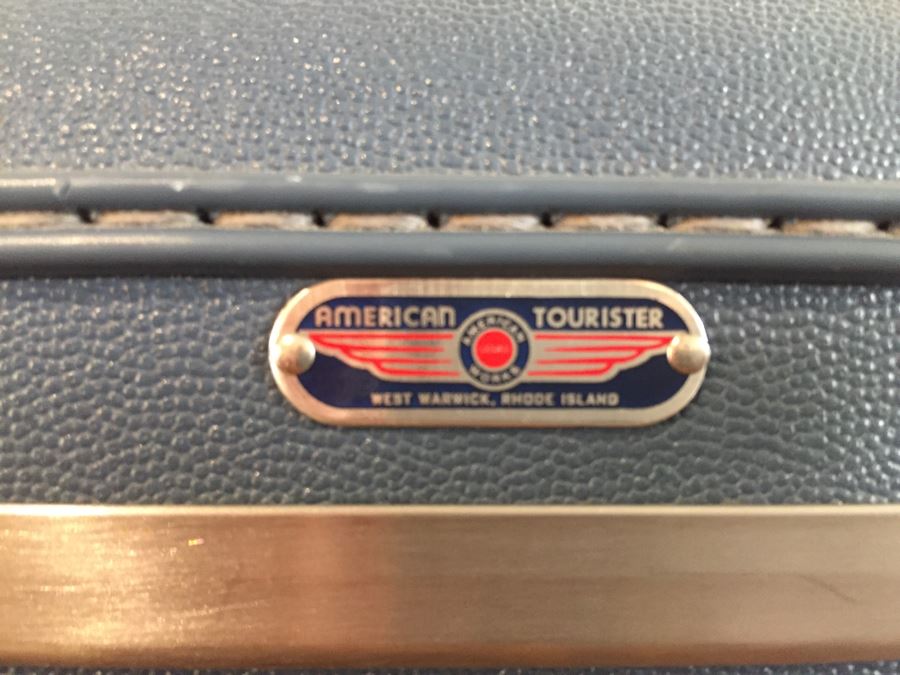 AMERICAN TOURISTER
AMERICAN
WORKS
WEST WARWICK, RHODE ISLAND